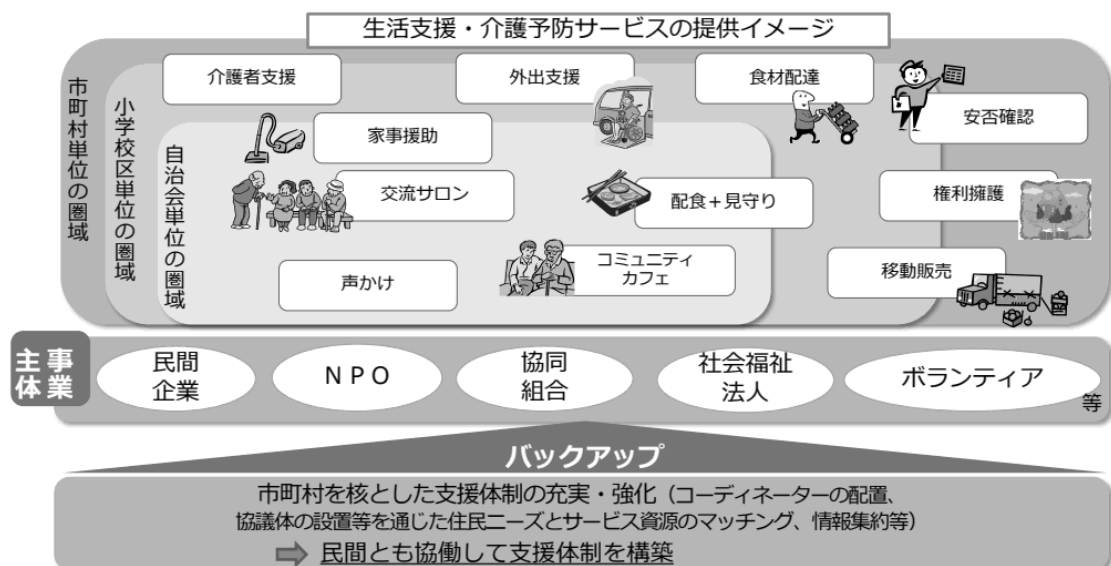 生活支援・介護予防サービスの提供イメージ
市町村単位の圏域
小学校区単位の圏域
自治会単位の圏域
介護者支援
外出支援
食材配達
安否確認
家事援助
交流サロン
配食＋見守り
権利擁護
声かけ
コミュニティ
カフェ
移動販売
事業
主体
民間
企業
ＮＰＯ
協同
組合
社会福祉
法人
ボランティア
等
バックアップ
市町村を核とした支援体制の充実・強化（コーディネーターの配置、
協議体の設置等を通じた住民ニーズとサービス資源のマッチング、情報集約等）
⇒ 民間とも協働して支援体制を構築